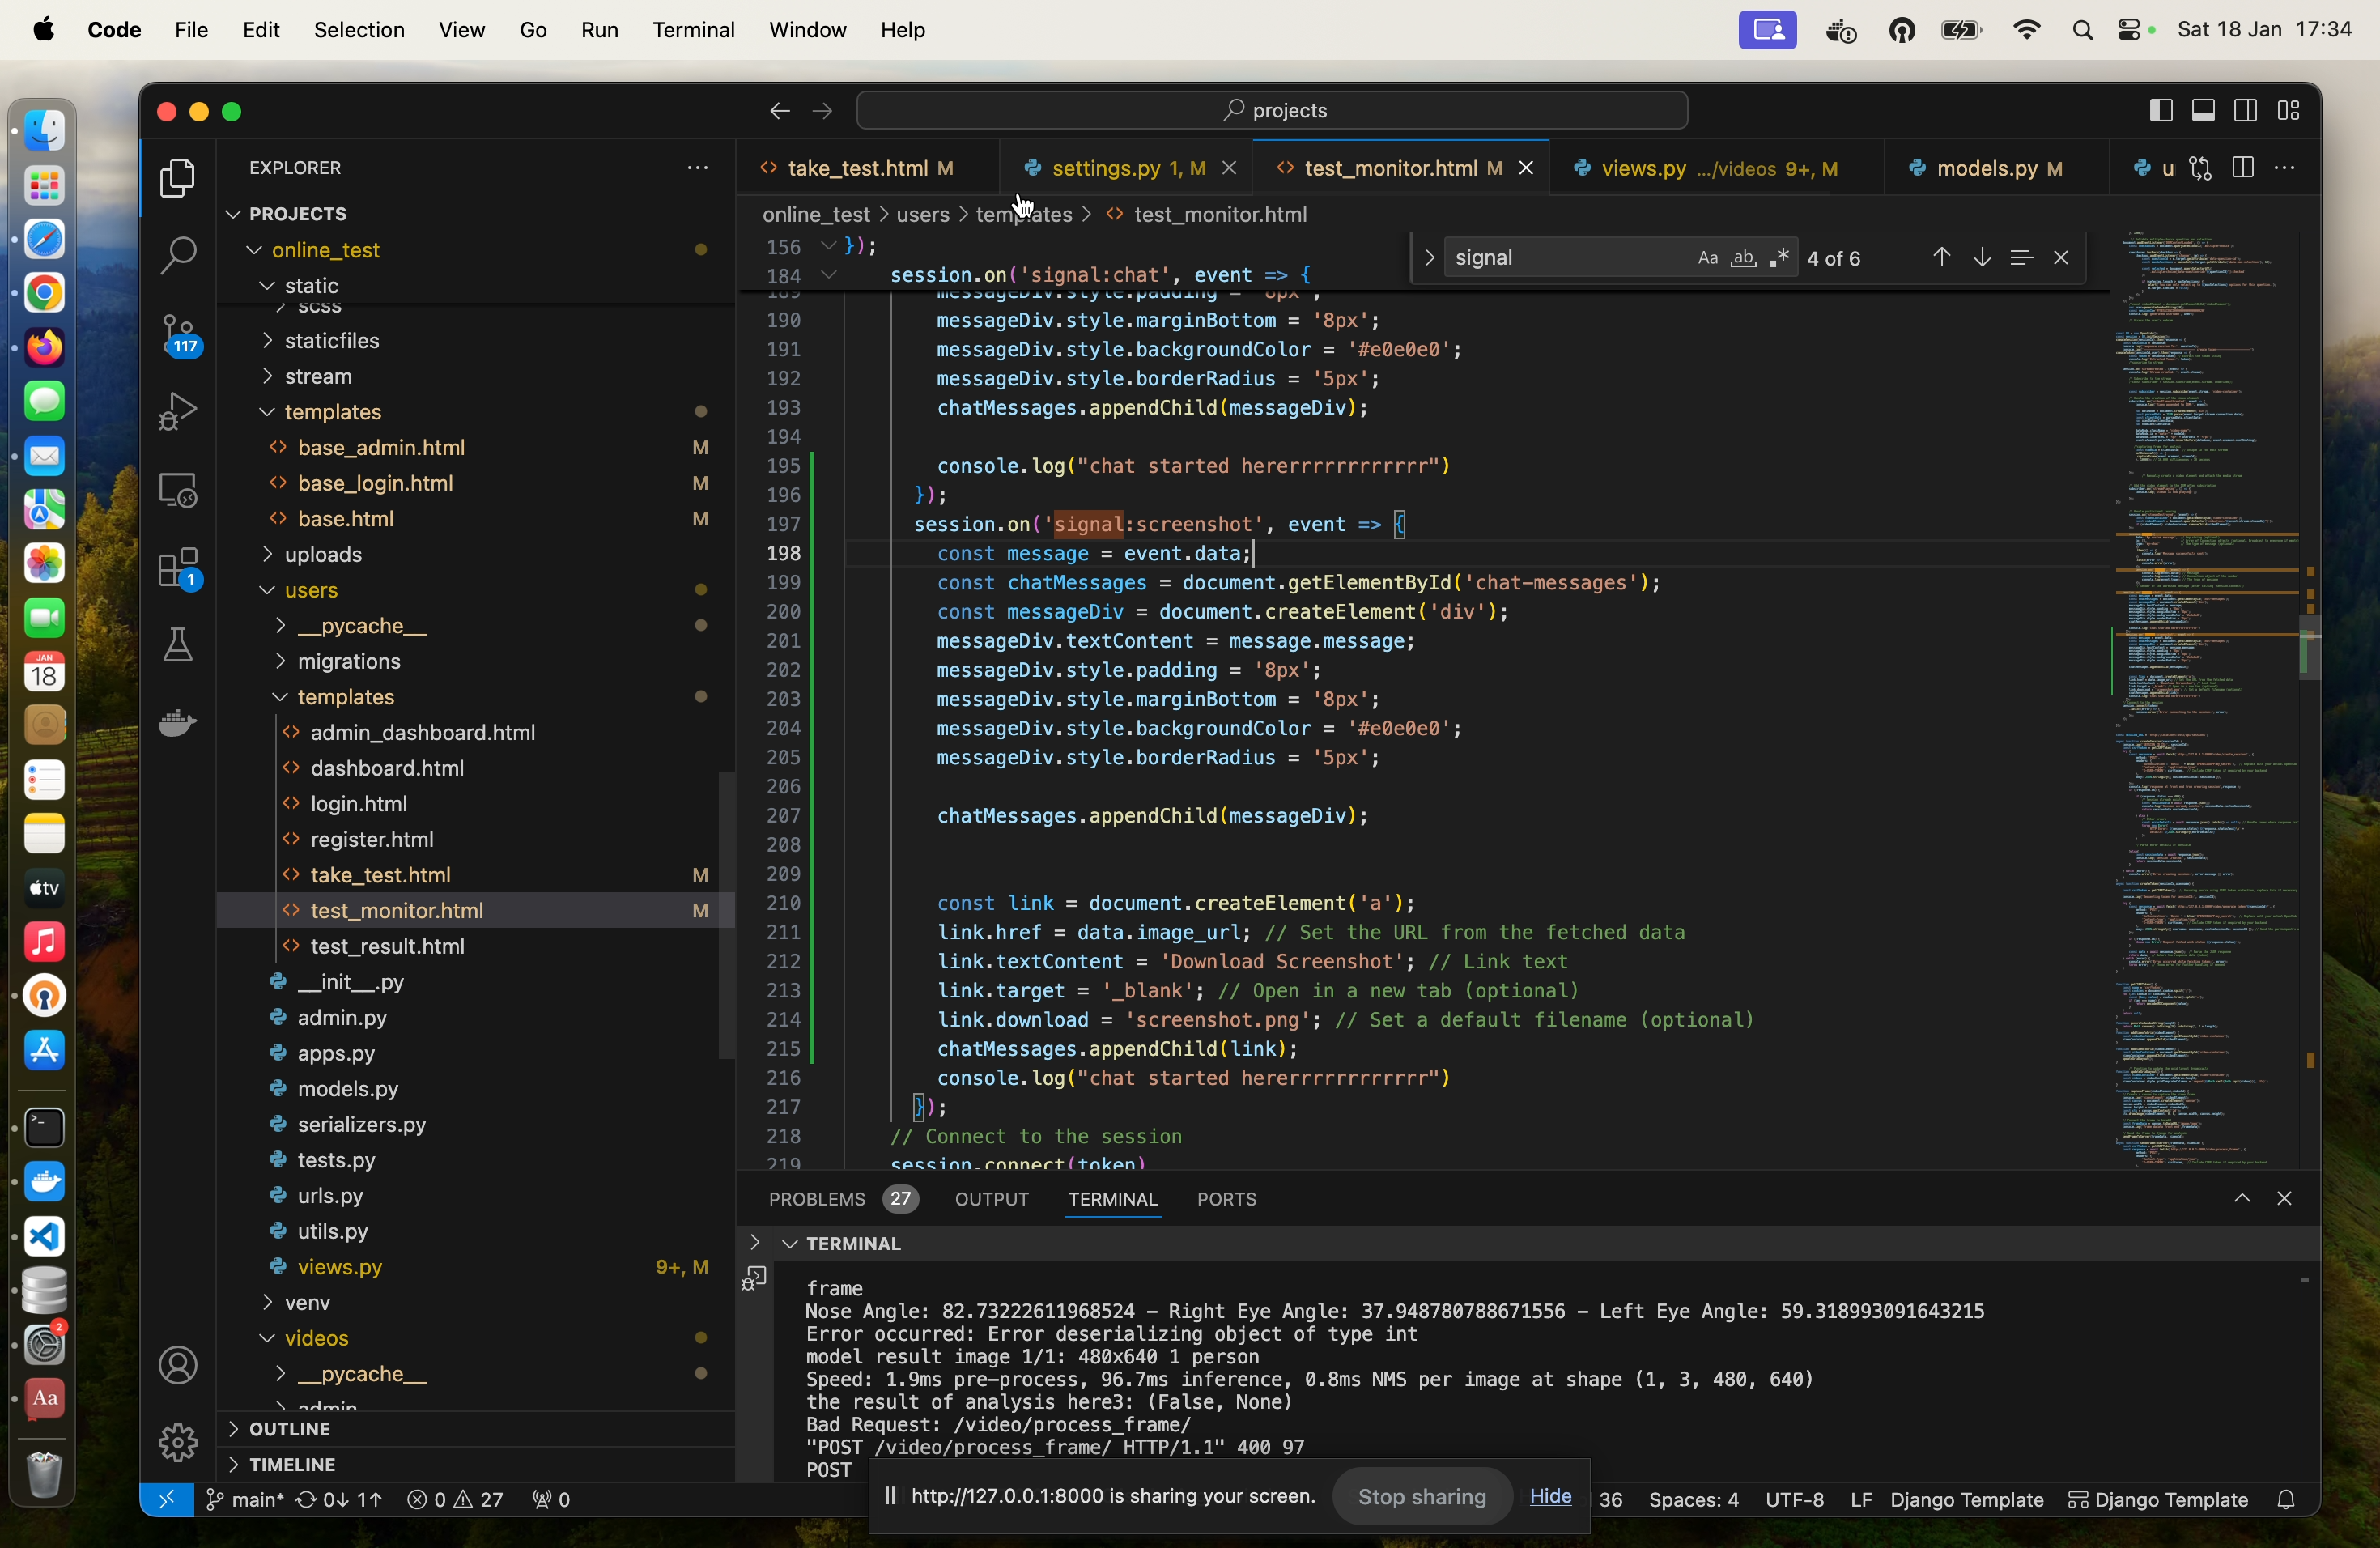 Code File Edit Selection View Go Run Terminal Window Help Sat 18 Jan 17:34
projects
EXPLORER
PROJECTS
online_test
static
scss
staticfiles
stream
templates
base_admin.html M
base_login.html M
base.html M
uploads
users
__pycache__
migrations
templates
admin_dashboard.html
dashboard.html
login.html
register.html
take_test.html M
test_monitor.html M
test_result.html
__init__.py
admin.py
apps.py
models.py
serializers.py
tests.py
urls.py
utils.py
views.py 9+, M
venv
videos
__pycache__
admin
OUTLINE
TIMELINE
117
1
JAN
18
tv
2
Aa
take_test.html M settings.py 1, M test_monitor.html M views.py .../videos 9+, M models.py M u
online_test > users > templates > test_monitor.html
signal Aa ab 4 of 6
156 });
184 session.on('signal:chat', event => {
189 messageDiv.style.padding = '8px';
190 messageDiv.style.marginBottom = '8px';
191 messageDiv.style.backgroundColor = '#e0e0e0';
192 messageDiv.style.borderRadius = '5px';
193 chatMessages.appendChild(messageDiv);
194
195 console.log("chat started hererrrrrrrrrrr")
196 });
197 session.on('signal:screenshot', event => {
198 const message = event.data;
199 const chatMessages = document.getElementById('chat-messages');
200 const messageDiv = document.createElement('div');
201 messageDiv.textContent = message.message;
202 messageDiv.style.padding = '8px';
203 messageDiv.style.marginBottom = '8px';
204 messageDiv.style.backgroundColor = '#e0e0e0';
205 messageDiv.style.borderRadius = '5px';
206
207 chatMessages.appendChild(messageDiv);
208
209
210 const link = document.createElement('a');
211 link.href = data.image_url; // Set the URL from the fetched data
212 link.textContent = 'Download Screenshot'; // Link text
213 link.target = '_blank'; // Open in a new tab (optional)
214 link.download = 'screenshot.png'; // Set a default filename (optional)
215 chatMessages.appendChild(link);
216 console.log("chat started hererrrrrrrrrrr")
217 });
218 // Connect to the session
219 session.connect(token)
PROBLEMS 27 OUTPUT TERMINAL PORTS
TERMINAL
frame
Nose Angle: 82.73222611968524 - Right Eye Angle: 37.948780788671556 - Left Eye Angle: 59.318993091643215
Error occurred: Error deserializing object of type int
model result image 1/1: 480x640 1 person
Speed: 1.9ms pre-process, 96.7ms inference, 0.8ms NMS per image at shape (1, 3, 480, 640)
the result of analysis here3: (False, None)
Bad Request: /video/process_frame/
"POST /video/process_frame/ HTTP/1.1" 400 97
POST
http://127.0.0.1:8000 is sharing your screen. Stop sharing Hide
main* 0↓ 1↑ 0 27 0 36 Spaces: 4 UTF-8 LF Django Template Django Template